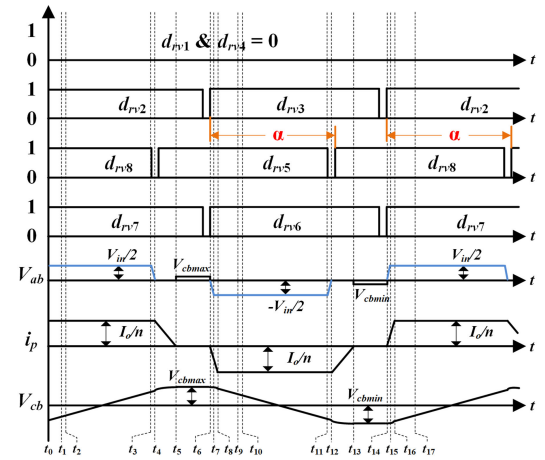 1
d_rv1 & d_rv4 = 0
0
t
1
d_rv2 d_rv3 d_rv2
0
t
α α
1
d_rv8 d_rv5 d_rv8
0
t
1
d_rv7 d_rv6 d_rv7
0
t
V_in/2 V_cbmax V_in/2
V_ab
t
-V_in/2 V_cbmin
I_o/n I_o/n
i_p
t
I_o/n
V_cbmax V_cbmin
V_cb
t
t_0 t_1 t_2 t_3 t_4 t_5 t_6 t_7 t_8 t_9 t_10 t_11 t_12 t_13 t_14 t_15 t_16 t_17